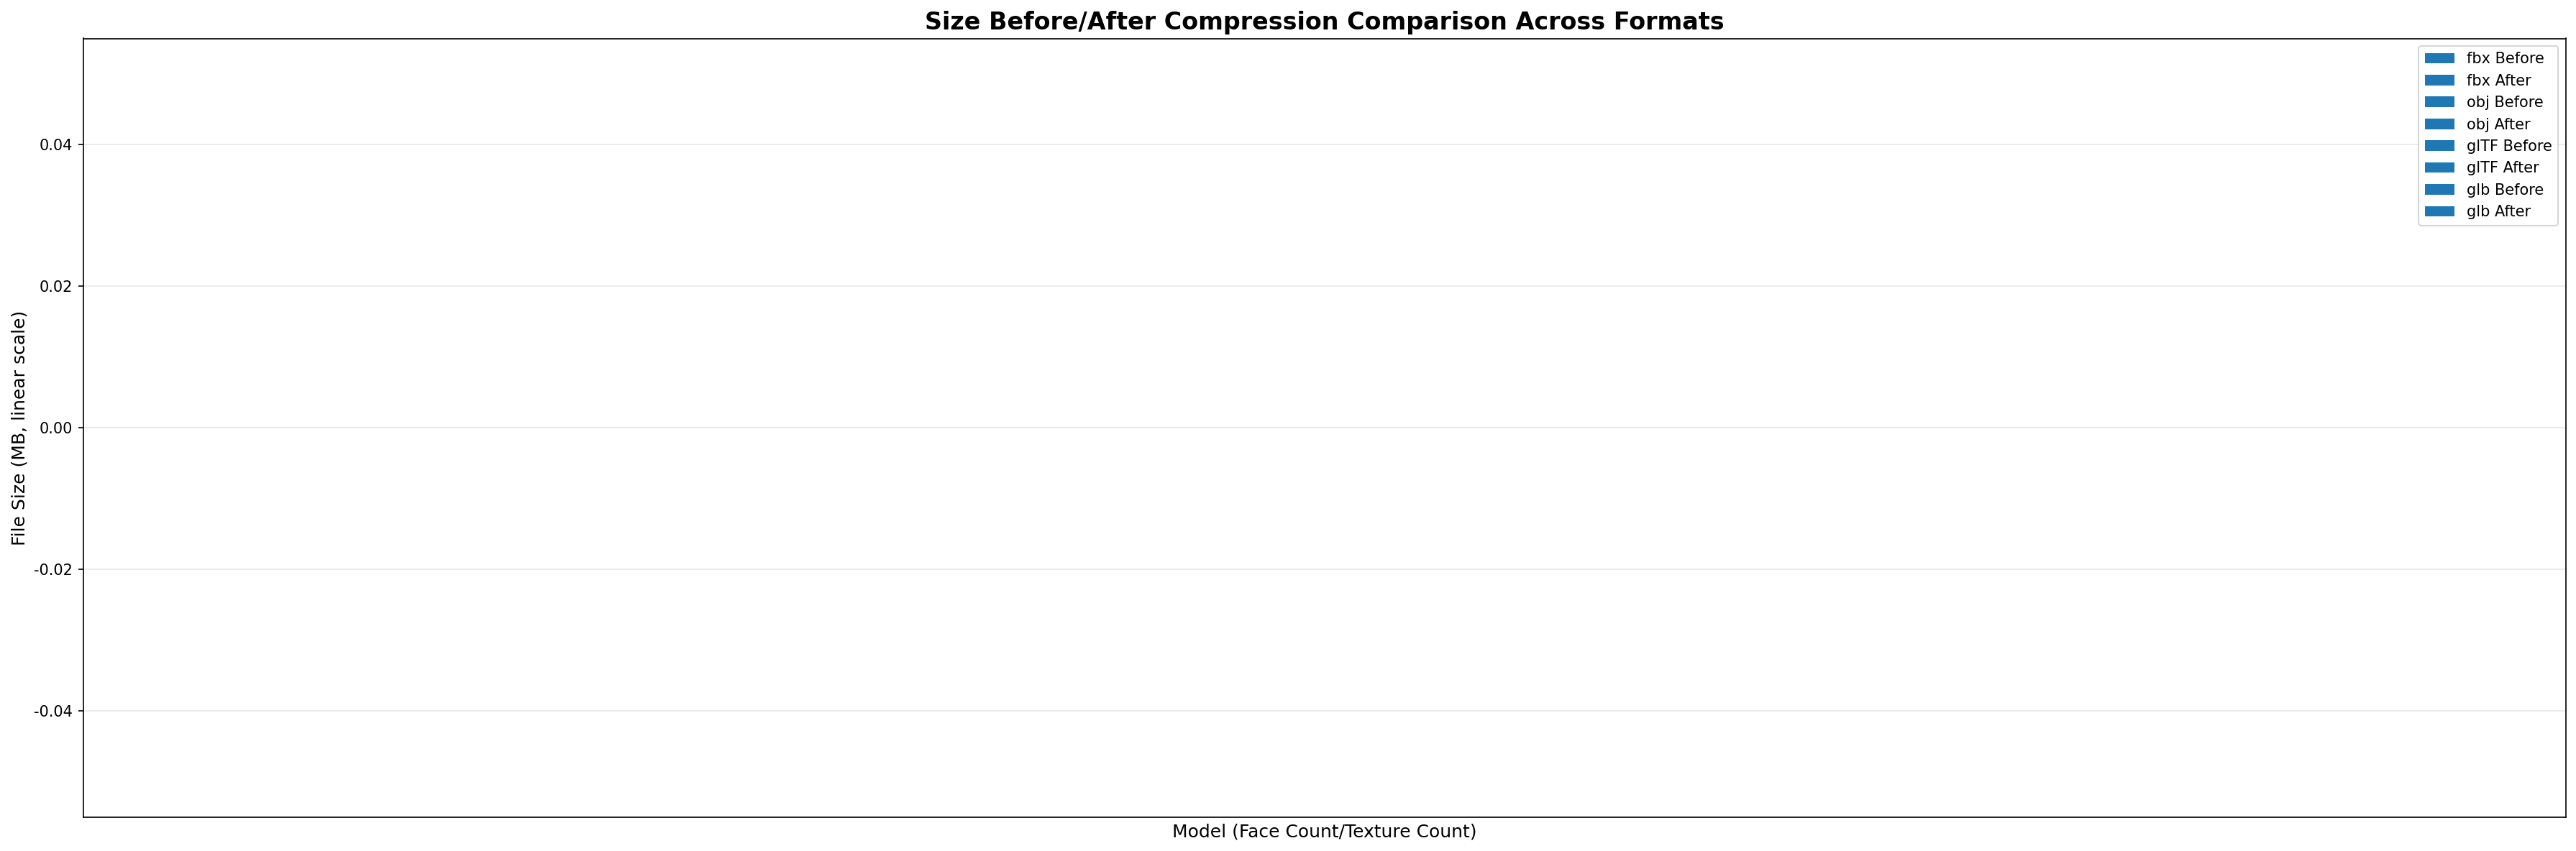 Size Before/After Compression Comparison Across Formats
fbx Before
fbx After
obj Before
obj After
glTF Before
glTF After
glb Before
glb After
File Size (MB, linear scale)
0.04
0.02
0.00
-0.02
-0.04
Model (Face Count/Texture Count)